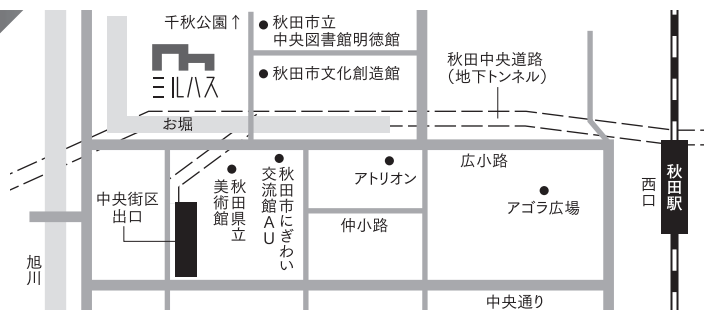 千秋公園↑
秋田市立
中央図書館明徳館
ミルハス
秋田市文化創造館
秋田中央道路
(地下トンネル)
お堀
広小路
秋田駅
西口
アトリオン
アゴラ広場
秋田市にぎわい
交流館AU
秋田県立
美術館
中央街区
出口
仲小路
旭川
中央通り